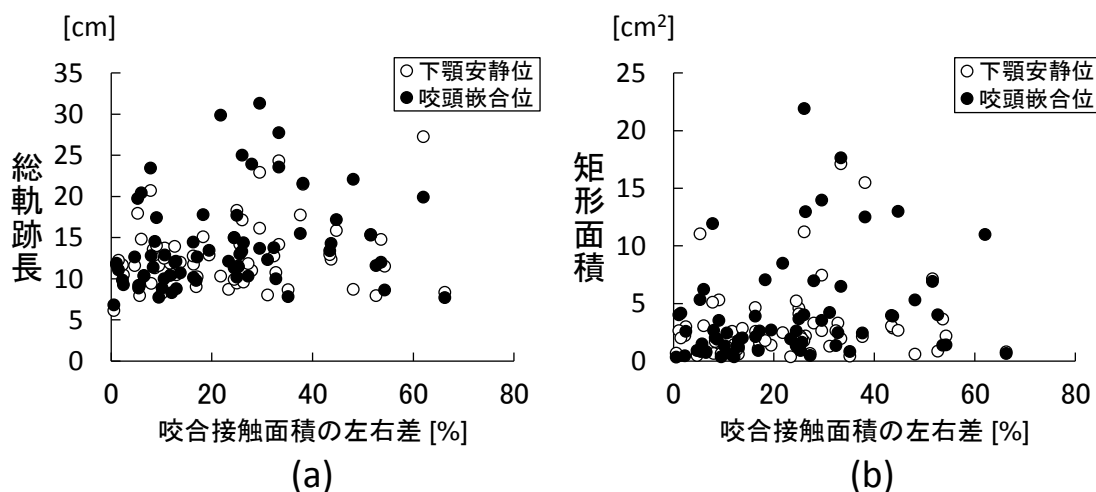 [cm]
下顎安静位
咬頭嵌合位
総軌跡長
35
30
25
20
15
10
5
0
0 20 40 60 80
咬合接触面積の左右差 [%]
(a)
[cm²]
下顎安静位
咬頭嵌合位
矩形面積
25
20
15
10
5
0
0 20 40 60 80
咬合接触面積の左右差 [%]
(b)